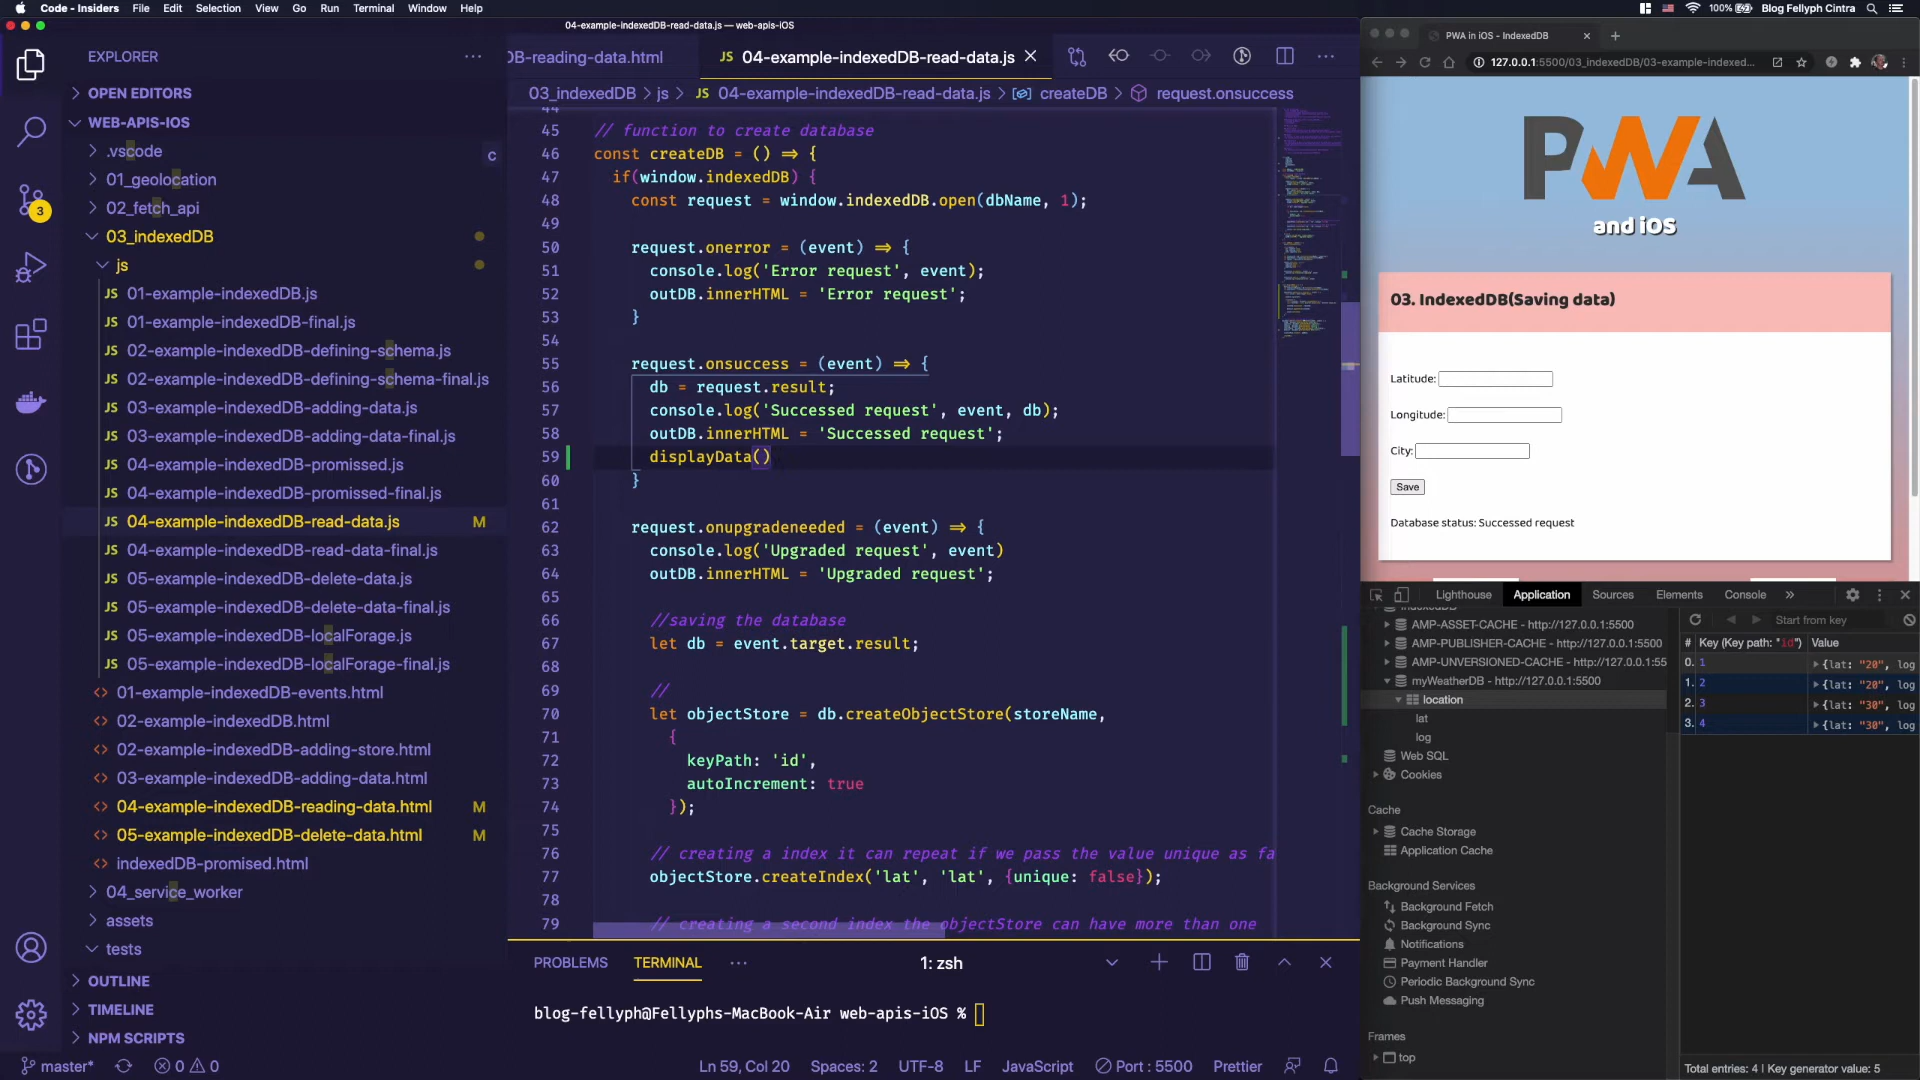 Code - Insiders File Edit Selection View Go Run Terminal Window Help 100% Blog Fellyph Cintra
04-example-indexedDB-read-data.js — web-apis-iOS
EXPLORER
OPEN EDITORS
WEB-APIS-IOS
.vscode
01_geolocation
02_fetch_api
03_indexedDB
js
01-example-indexedDB.js
01-example-indexedDB-final.js
02-example-indexedDB-defining-schema.js
02-example-indexedDB-defining-schema-final.js
03-example-indexedDB-adding-data.js
03-example-indexedDB-adding-data-final.js
04-example-indexedDB-promissed.js
04-example-indexedDB-promissed-final.js
04-example-indexedDB-read-data.js M
04-example-indexedDB-read-data-final.js
05-example-indexedDB-delete-data.js
05-example-indexedDB-delete-data-final.js
05-example-indexedDB-localForage.js
05-example-indexedDB-localForage-final.js
01-example-indexedDB-events.html
02-example-indexedDB.html
02-example-indexedDB-adding-store.html
03-example-indexedDB-adding-data.html
04-example-indexedDB-reading-data.html M
05-example-indexedDB-delete-data.html M
indexedDB-promised.html
04_service_worker
assets
tests
OUTLINE
TIMELINE
NPM SCRIPTS
3
C
DB-reading-data.html JS 04-example-indexedDB-read-data.js
03_indexedDB > js > JS 04-example-indexedDB-read-data.js > createDB > request.onsuccess
44
45 // function to create database
46 const createDB = () => {
47 if(window.indexedDB) {
48 const request = window.indexedDB.open(dbName, 1);
49
50 request.onerror = (event) => {
51 console.log('Error request', event);
52 outDB.innerHTML = 'Error request';
53 }
54
55 request.onsuccess = (event) => {
56 db = request.result;
57 console.log('Successed request', event, db);
58 outDB.innerHTML = 'Successed request';
59 displayData()
60 }
61
62 request.onupgradeneeded = (event) => {
63 console.log('Upgraded request', event)
64 outDB.innerHTML = 'Upgraded request';
65
66 //saving the database
67 let db = event.target.result;
68
69 //
70 let objectStore = db.createObjectStore(storeName,
71 {
72 keyPath: 'id',
73 autoIncrement: true
74 });
75
76 // creating a index it can repeat if we pass the value unique as fa
77 objectStore.createIndex('lat', 'lat', {unique: false});
78
79 // creating a second index the objectStore can have more than one
PROBLEMS TERMINAL 1: zsh
blog-fellyph@Fellyphs-MacBook-Air web-apis-iOS %
master* 0 0 Ln 59, Col 20 Spaces: 2 UTF-8 LF JavaScript Port : 5500 Prettier
PWA in iOS - IndexedDB
127.0.0.1:5500/03_indexedDB/03-example-indexed...
PWA
and iOS
03. IndexedDB(Saving data)
Latitude:
Longitude:
City:
Save
Database status: Successed request
Lighthouse Application Sources Elements Console
IndexedDB
AMP-ASSET-CACHE - http://127.0.0.1:5500
AMP-PUBLISHER-CACHE - http://127.0.0.1:5500
AMP-UNVERSIONED-CACHE - http://127.0.0.1:55
myWeatherDB - http://127.0.0.1:5500
location
lat
log
Web SQL
Cookies
Cache
Cache Storage
Application Cache
Background Services
Background Fetch
Background Sync
Notifications
Payment Handler
Periodic Background Sync
Push Messaging
Frames
top
Start from key
# Key (Key path: "id") Value
0. 1 {lat: "20", log
1. 2 {lat: "20", log
2. 3 {lat: "30", log
3. 4 {lat: "30", log
Total entries: 4 | Key generator value: 5